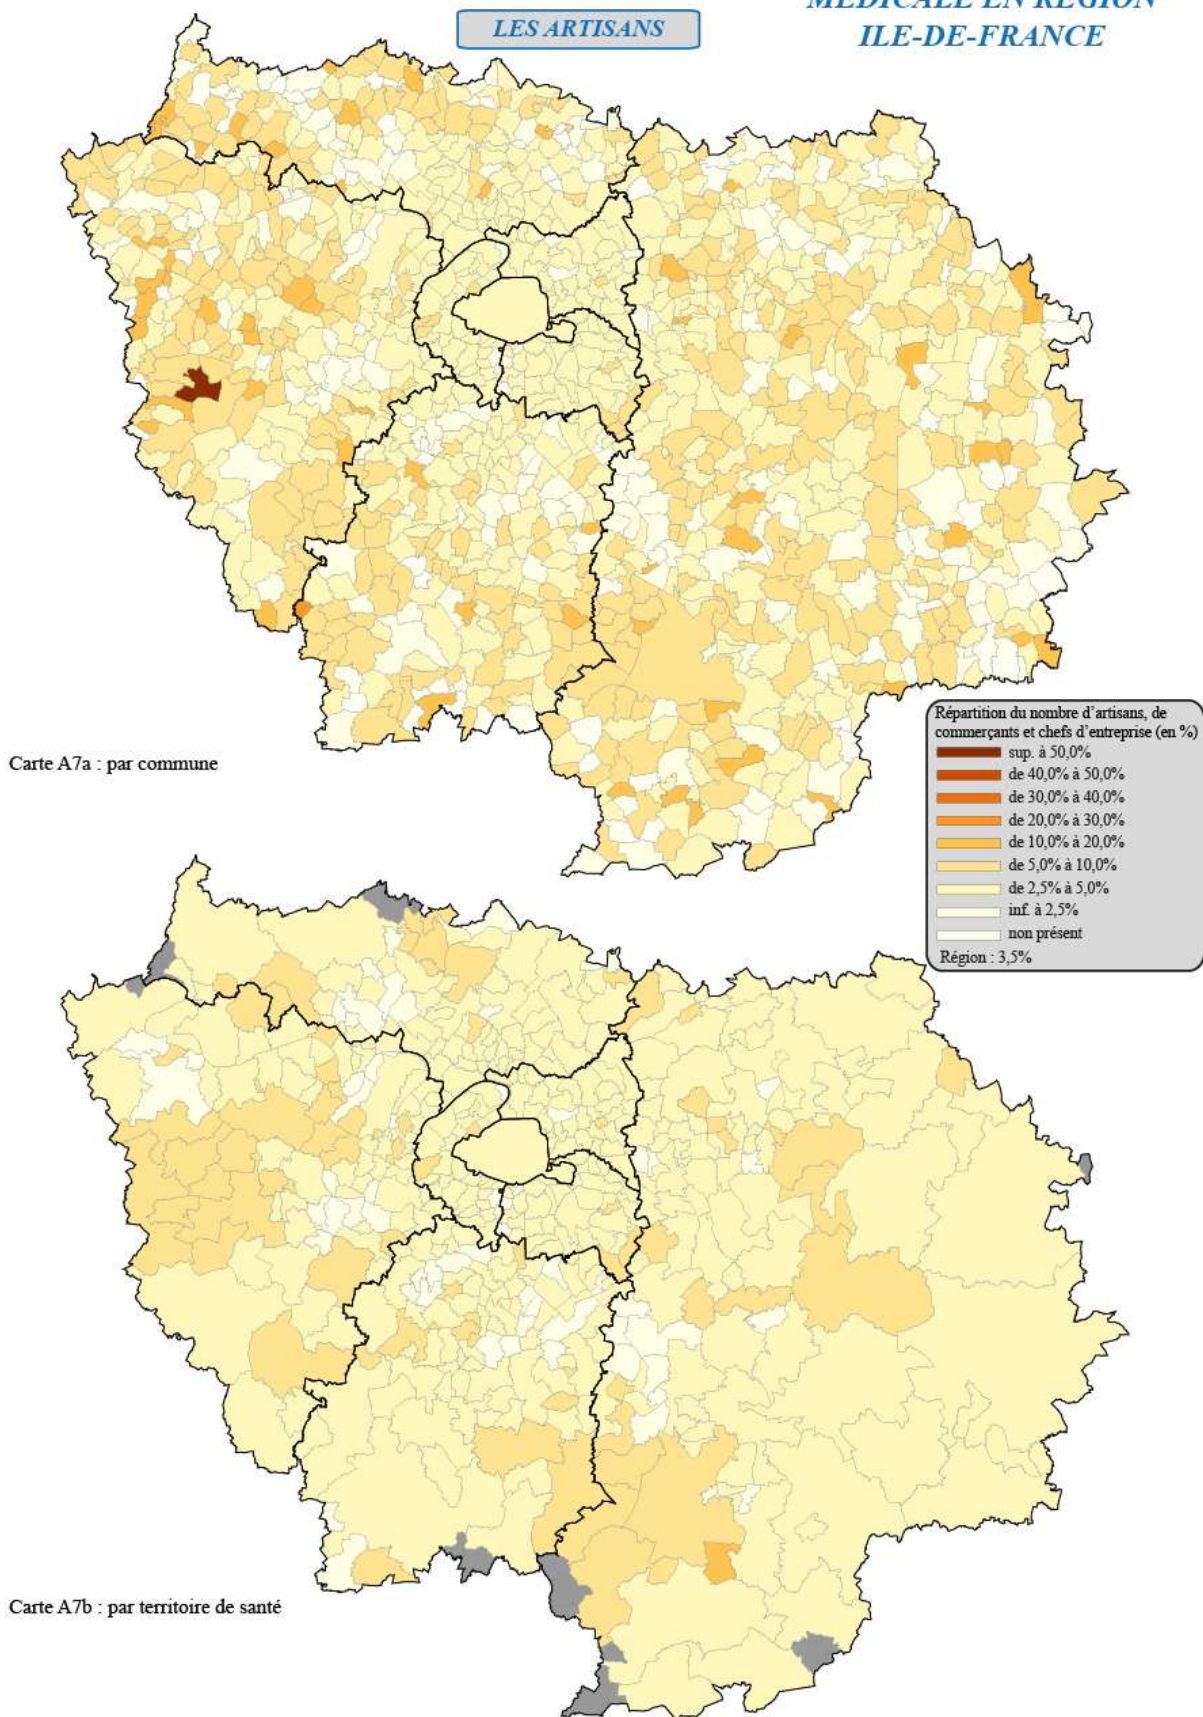 MÉDICALE EN RÉGION
ILE-DE-FRANCE
LES ARTISANS
Carte A7a : par commune
Répartition du nombre d'artisans, de
commerçants et chefs d'entreprise (en %)
sup. à 50,0%
de 40,0% à 50,0%
de 30,0% à 40,0%
de 20,0% à 30,0%
de 10,0% à 20,0%
de 5,0% à 10,0%
de 2,5% à 5,0%
inf. à 2,5%
non présent
Région : 3,5%
Carte A7b : par territoire de santé